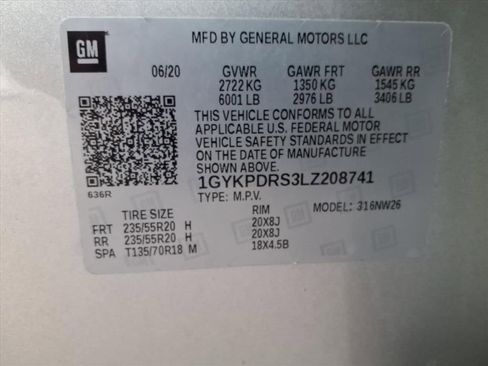 GM
MFD BY GENERAL MOTORS LLC
06/20 GVWR GAWR FRT GAWR RR
2722 KG 1350 KG 1545 KG
6001 LB 2976 LB 3406 LB
THIS VEHICLE CONFORMS TO ALL
APPLICABLE U.S. FEDERAL MOTOR
VEHICLE SAFETY STANDARDS IN EFFECT
ON THE DATE OF MANUFACTURE
SHOWN ABOVE.
1GYKPDRS3LZ208741
636R
TYPE: M.P.V. MODEL: 316NW26
TIRE SIZE RIM
FRT 235/55R20 H 20X8J
RR 235/55R20 H 20X8J
SPA T135/70R18 M 18X4.5B